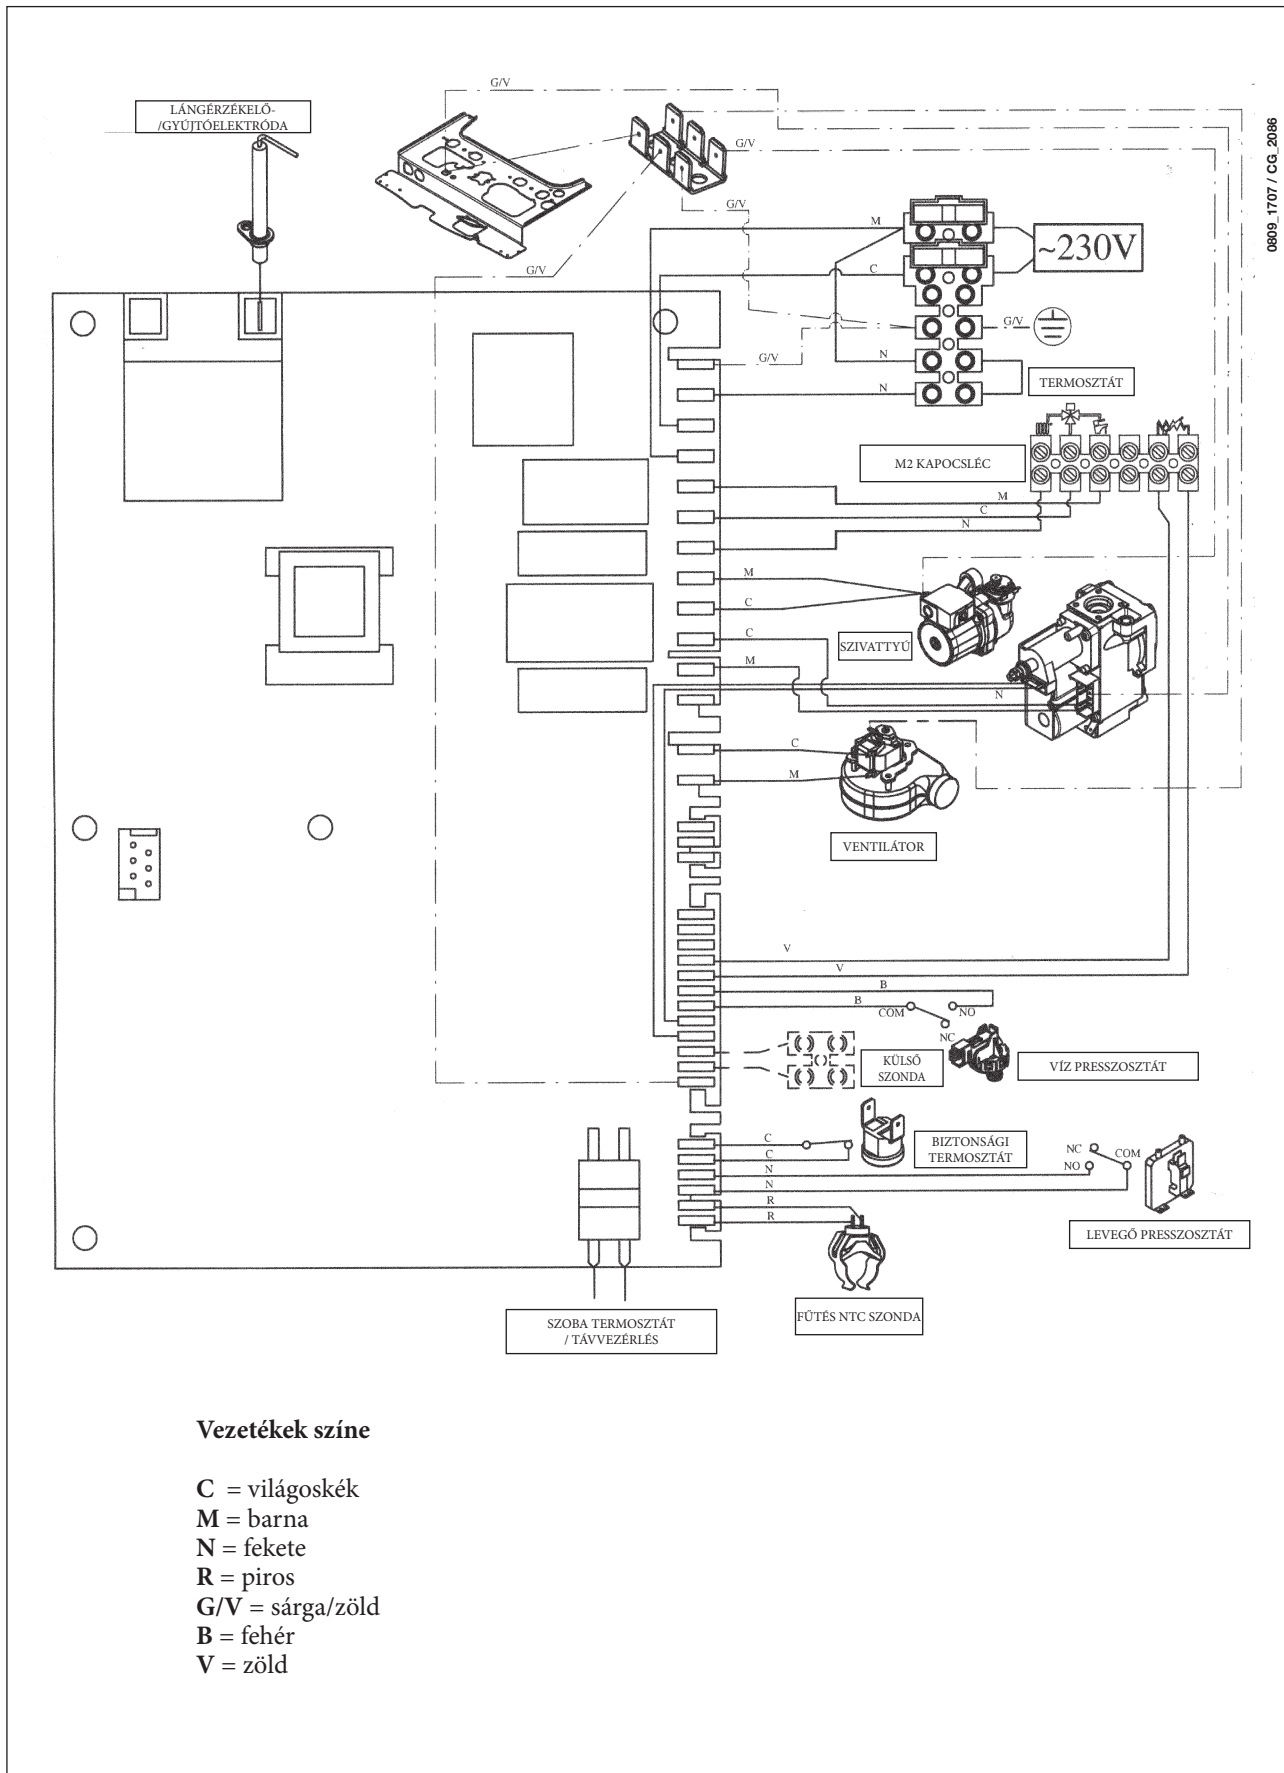 G/V
LÁNGÉRZÉKELŐ-
/GYÚJTÓELEKTRÓDA
0809_1707 / CG_2086
G/V
G/V
M
~230V
G/V
C
G/V
G/V
N
TERMOSZTÁT
N
M2 KAPOCSLÉC
M
C
N
M
C
C
SZIVATTYÚ
M
N
C
M
VENTILÁTOR
V
V
B
B
COM
NO
NC
KÜLSŐ
SZONDA
VÍZ PRESSZOSZTÁT
C
C
BIZTONSÁGI
TERMOSZTÁT
NC
COM
NO
N
N
R
R
LEVEGŐ PRESSZOSZTÁT
FŰTÉS NTC SZONDA
SZOBA TERMOSZTÁT
/ TÁVVEZÉRLÉS
Vezetékek színe
C = világoskék
M = barna
N = fekete
R = piros
G/V = sárga/zöld
B = fehér
V = zöld